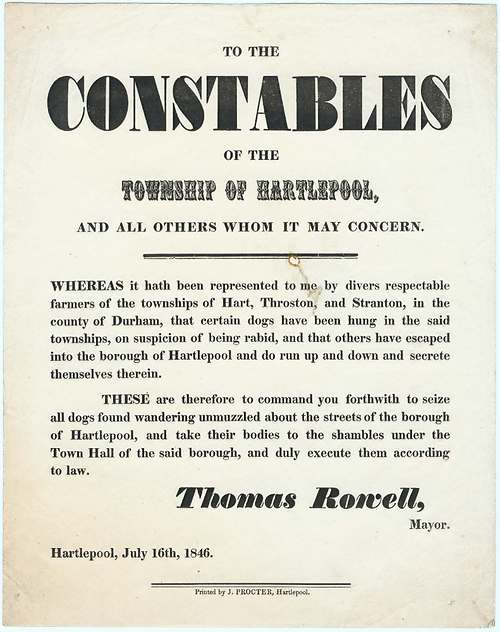 TO THE
CONSTABLES
OF THE
TOWNSHIP OF HARTLEPOOL,
AND ALL OTHERS WHOM IT MAY CONCERN.
WHEREAS it hath been represented to me by divers respectable
farmers of the townships of Hart, Throston, and Stranton, in the
county of Durham, that certain dogs have been hung in the said
townships, on suspicion of being rabid, and that others have escaped
into the borough of Hartlepool and do run up and down and secrete
themselves therein.
THESE are therefore to command you forthwith to seize
all dogs found wandering unmuzzled about the streets of the borough
of Hartlepool, and take their bodies to the shambles under the
Town Hall of the said borough, and duly execute them according
to law.
Thomas Rowell,
Mayor.
Hartlepool, July 16th, 1846.
Printed by J. PROCTER, Hartlepool.